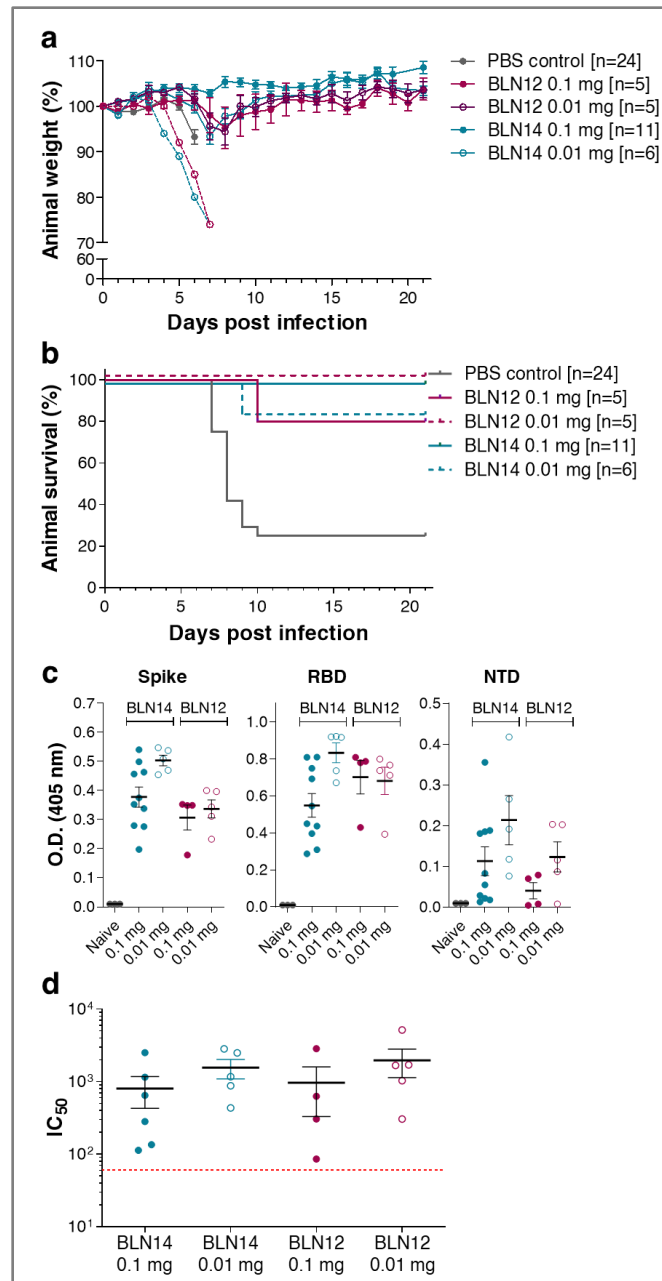 a
Animal weight (%)
110
100
90
80
70
60
0
0
5
10
15
20
Days post infection
PBS control [n=24]
BLN12 0.1 mg [n=5]
BLN12 0.01 mg [n=5]
BLN14 0.1 mg [n=11]
BLN14 0.01 mg [n=6]
b
Animal survival (%)
100
80
60
40
20
0
0
5
10
15
20
Days post infection
PBS control [n=24]
BLN12 0.1 mg [n=5]
BLN12 0.01 mg [n=5]
BLN14 0.1 mg [n=11]
BLN14 0.01 mg [n=6]
c
Spike
BLN14 BLN12
O.D. (405 nm)
0.7
0.6
0.5
0.4
0.3
0.2
0.1
0.0
Naive
0.1 mg
0.01 mg
0.1 mg
0.01 mg
RBD
BLN14 BLN12
1.0
0.8
0.6
0.4
0.2
0.0
Naive
0.1 mg
0.01 mg
0.1 mg
0.01 mg
NTD
BLN14 BLN12
0.5
0.4
0.3
0.2
0.1
0.0
Naive
0.1 mg
0.01 mg
0.1 mg
0.01 mg
d
IC50
10⁴
10³
10²
10¹
BLN14 BLN14 BLN12 BLN12
0.1 mg 0.01 mg 0.1 mg 0.01 mg